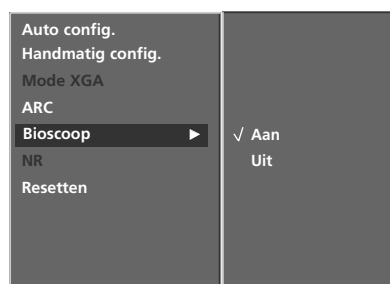 Auto config.
Handmatig config.
Mode XGA
ARC
Bioscoop ▶
√ Aan
Uit
NR
Resetten